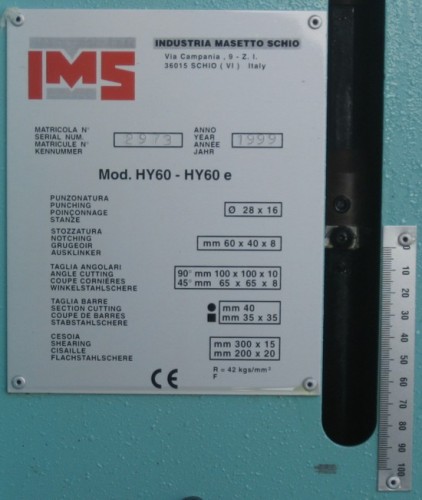 IMS
INDUSTRIA MASETTO SCHIO
Via Campania, 9 - Z. I.
36015 SCHIO ( VI ) Italy
MATRICOLA N°
SERIAL NUM.
MATRICULE N°
KENNUMMER
2973
ANNO
YEAR
ANNÉE
JAHR
1999
Mod. HY60 - HY60 e
PUNZONATURA
PUNCHING
POINÇONNAGE
STANZE
Ø 28 x 16
STOZZATURA
NOTCHING
GRUGEOIR
AUSKLINKER
mm 60 x 40 x 8
TAGLIA ANGOLARI
ANGLE CUTTING
COUPE CORNIÈRES
WINKELSTAHLSCHERE
90° mm 100 x 100 x 10
45° mm 65 x 65 x 8
TAGLIA BARRE
SECTION CUTTING
COUPE DE BARRES
STABSTAHLSCHERE
● mm 40
■ mm 35 x 35
CESOIA
SHEARING
CISAILLE
FLACHSTAHLSCHERE
mm 300 x 15
mm 200 x 20
CE
R = 42 kgs/mm²
F
0
10
20
30
40
50
60
70
80
90
100